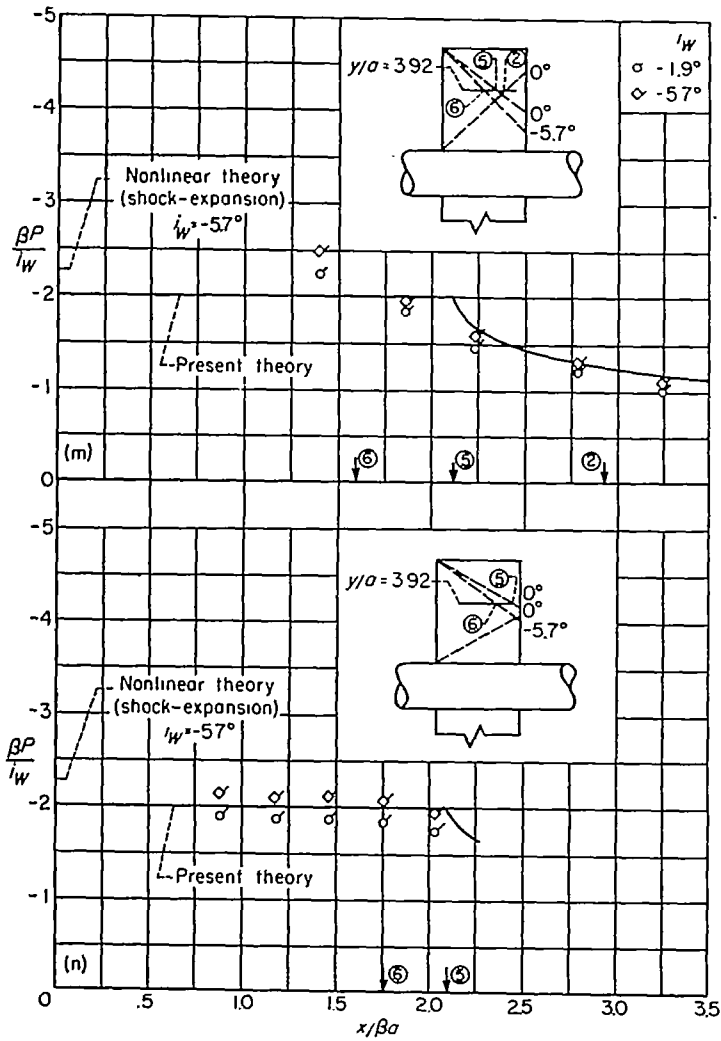 -5
-4
-3
-2
-1
0
βP
i_W
y/a = 3.92
⑤ ②
0°
0°
-5.7°
⑥
i_W
-1.9°
-5.7°
Nonlinear theory
(shock-expansion)
i_W = -5.7°
Present theory
(m)
⑥ ⑤ ②
-5
-4
-3
-2
-1
0
βP
i_W
y/a = 3.92
⑤
0°
0°
-5.7°
⑥
Nonlinear theory
(shock-expansion)
i_W = -5.7°
Present theory
(n)
⑥ ⑤
0 .5 1.0 1.5 2.0 2.5 3.0 3.5
x/βa